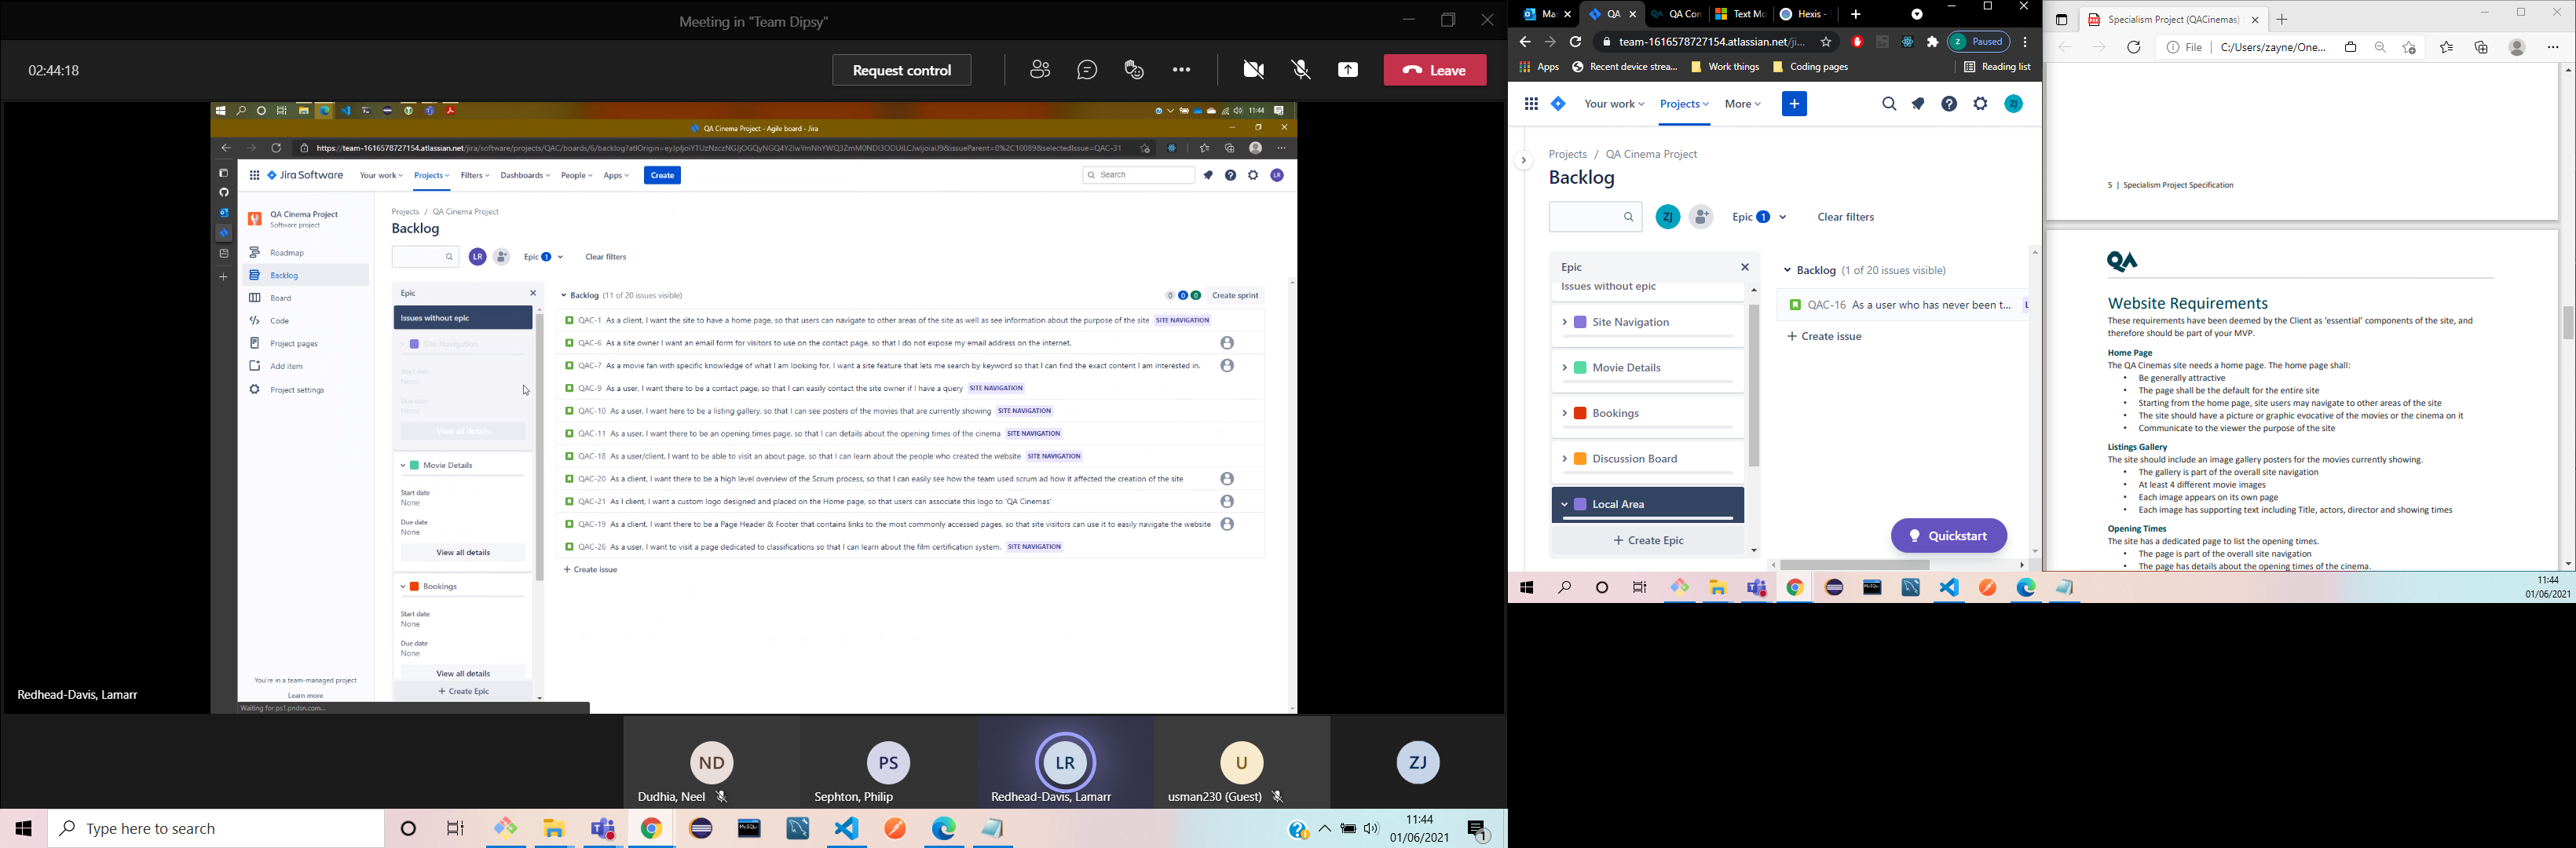 Meeting in "Team Dipsy"
02:44:18
Request control
Leave
11:44
QA Cinema Project - Agile board - Jira
Jira Software
Your work
Projects
Filters
Dashboards
People
Apps
Create
Search
LR
QA Cinema Project
Software project
Roadmap
Backlog
Board
Code
Project pages
Add item
Project settings
You're in a team-managed project
Learn more
Waiting for ps1.pndsn.com...
Projects / QA Cinema Project
Backlog
LR
Epic 1
Clear filters
Epic
Issues without epic
Site Navigation
Start date
None
Due date
None
View all details
Movie Details
Start date
None
Due date
None
View all details
Bookings
Start date
None
Due date
None
View all details
+ Create Epic
Backlog (11 of 20 issues visible)
0 0 0 Create sprint
QAC-1 As a client, I want the site to have a home page, so that users can navigate to other areas of the site as well as see information about the purpose of the site SITE NAVIGATION
QAC-6 As a site owner I want an email form for visitors to use on the contact page, so that I do not expose my email address on the internet.
QAC-7 As a movie fan with specific knowledge of what I am looking for, I want a site feature that lets me search by keyword so that I can find the exact content I am interested in.
QAC-9 As a user, I want there to be a contact page, so that I can easily contact the site owner if I have a query SITE NAVIGATION
QAC-10 As a user, I want here to be a listing gallery, so that I can see posters of the movies that are currently showing SITE NAVIGATION
QAC-11 As a user, I want there to be an opening times page, so that I can details about the opening times of the cinema SITE NAVIGATION
QAC-18 As a user/client, I want to be able to visit an about page, so that I can learn about the people who created the website SITE NAVIGATION
QAC-20 As a client, I want there to be a high level overview of the Scrum process, so that I can easily see how the team used scrum ad how it affected the creation of the site
QAC-21 As I client, I want a custom logo designed and placed on the Home page, so that users can associate this logo to 'QA Cinemas'
QAC-19 As a client, I want there to be a Page Header & Footer that contains links to the most commonly accessed pages, so that site visitors can use it to easily navigate the website
QAC-26 As a user, I want to visit a page dedicated to classifications so that I can learn about the film certification system. SITE NAVIGATION
+ Create issue
Redhead-Davis, Lamarr
ND
Dudhia, Neel
PS
Sephton, Philip
LR
Redhead-Davis, Lamarr
U
usman230 (Guest)
ZJ
Type here to search
11:44
01/06/2021
1
Mai
QA
QA Con
Text Mo
Hexis -
team-1616578727154.atlassian.net/ji...
Z Paused
Apps
Recent device strea...
Work things
Coding pages
Reading list
Your work
Projects
More
ZJ
Projects / QA Cinema Project
Backlog
ZJ
Epic 1
Clear filters
Epic
Issues without epic
Site Navigation
Movie Details
Bookings
Discussion Board
Local Area
+ Create Epic
Backlog (1 of 20 issues visible)
QAC-16 As a user who has never been t...
+ Create issue
Quickstart
Specialism Project (QACinemas)
File
C:/Users/zayne/One...
5 | Specialism Project Specification
QA
Website Requirements
These requirements have been deemed by the Client as 'essential' components of the site, and
therefore should be part of your MVP.
Home Page
The QA Cinemas site needs a home page. The home page shall:
• Be generally attractive
• The page shall be the default for the entire site
• Starting from the home page, site users may navigate to other areas of the site
• The site should have a picture or graphic evocative of the movies or the cinema on it
• Communicate to the viewer the purpose of the site
Listings Gallery
The site should include an image gallery posters for the movies currently showing.
• The gallery is part of the overall site navigation
• At least 4 different movie images
• Each image appears on its own page
• Each image has supporting text including Title, actors, director and showing times
Opening Times
The site has a dedicated page to list the opening times.
• The page is part of the overall site navigation
• The page has details about the opening times of the cinema.
11:44
01/06/2021